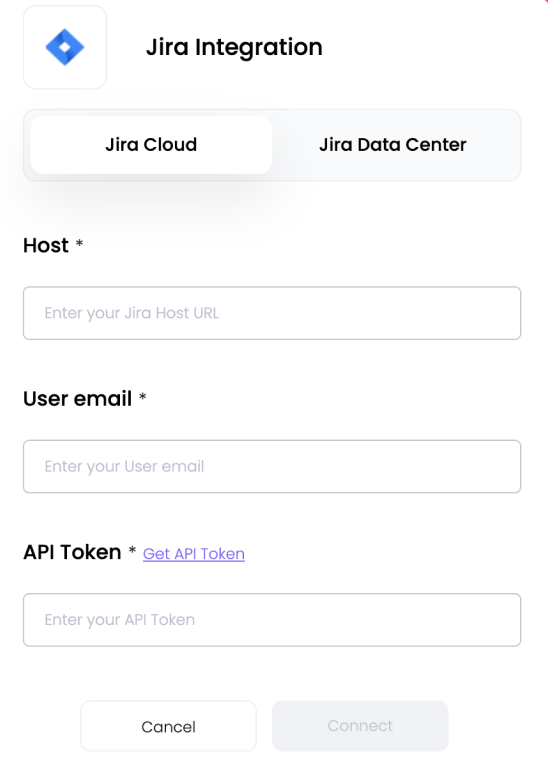 Jira Integration
Jira Cloud
Jira Data Center
Host *
Enter your Jira Host URL
User email *
Enter your User email
API Token * Get API Token
Enter your API Token
Cancel
Connect